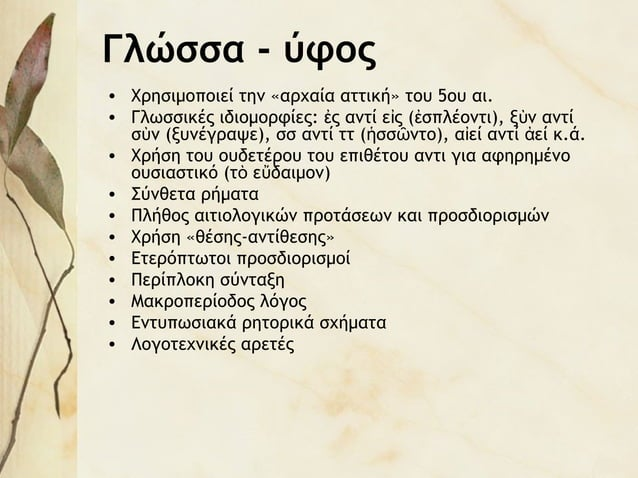 Γλώσσα - ύφος
• Χρησιμοποιεί την «αρχαία αττική» του 5ου αι.
• Γλωσσικές ιδιομορφίες: ἐς αντί εἰς (ἐσπλέοντι), ξὺν αντί
σὺν (ξυνέγραψε), σσ αντί ττ (ἡσσῶντο), αἰεί αντί ἀεί κ.ά.
• Χρήση του ουδετέρου του επιθέτου αντι για αφηρημένο
ουσιαστικό (τὸ εὔδαιμον)
• Σύνθετα ρήματα
• Πλήθος αιτιολογικών προτάσεων και προσδιορισμών
• Χρήση «θέσης-αντίθεσης»
• Ετερόπτωτοι προσδιορισμοί
• Περίπλοκη σύνταξη
• Μακροπερίοδος λόγος
• Εντυπωσιακά ρητορικά σχήματα
• Λογοτεχνικές αρετές